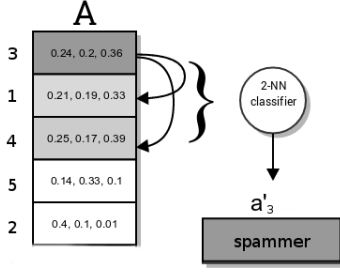 A
3 0.24, 0.2, 0.36
1 0.21, 0.19, 0.33
4 0.25, 0.17, 0.39
5 0.14, 0.33, 0.1
2 0.4, 0.1, 0.01
}
2-NN
classifier
a'3
spammer